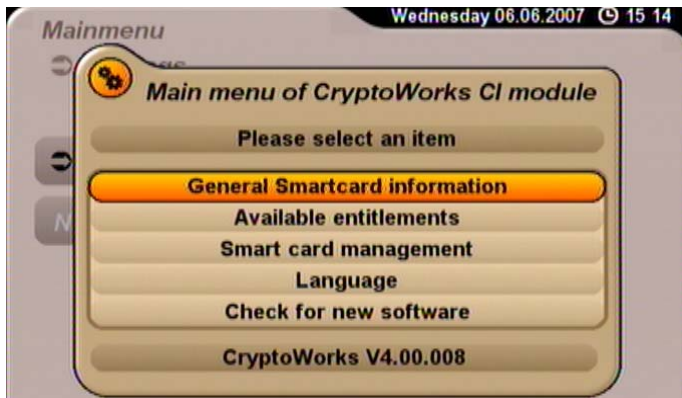 Wednesday 06.06.2007 15 14
Mainmenu
Main menu of CryptoWorks CI module
Please select an item
General Smartcard information
Available entitlements
Smart card management
Language
Check for new software
CryptoWorks V4.00.008